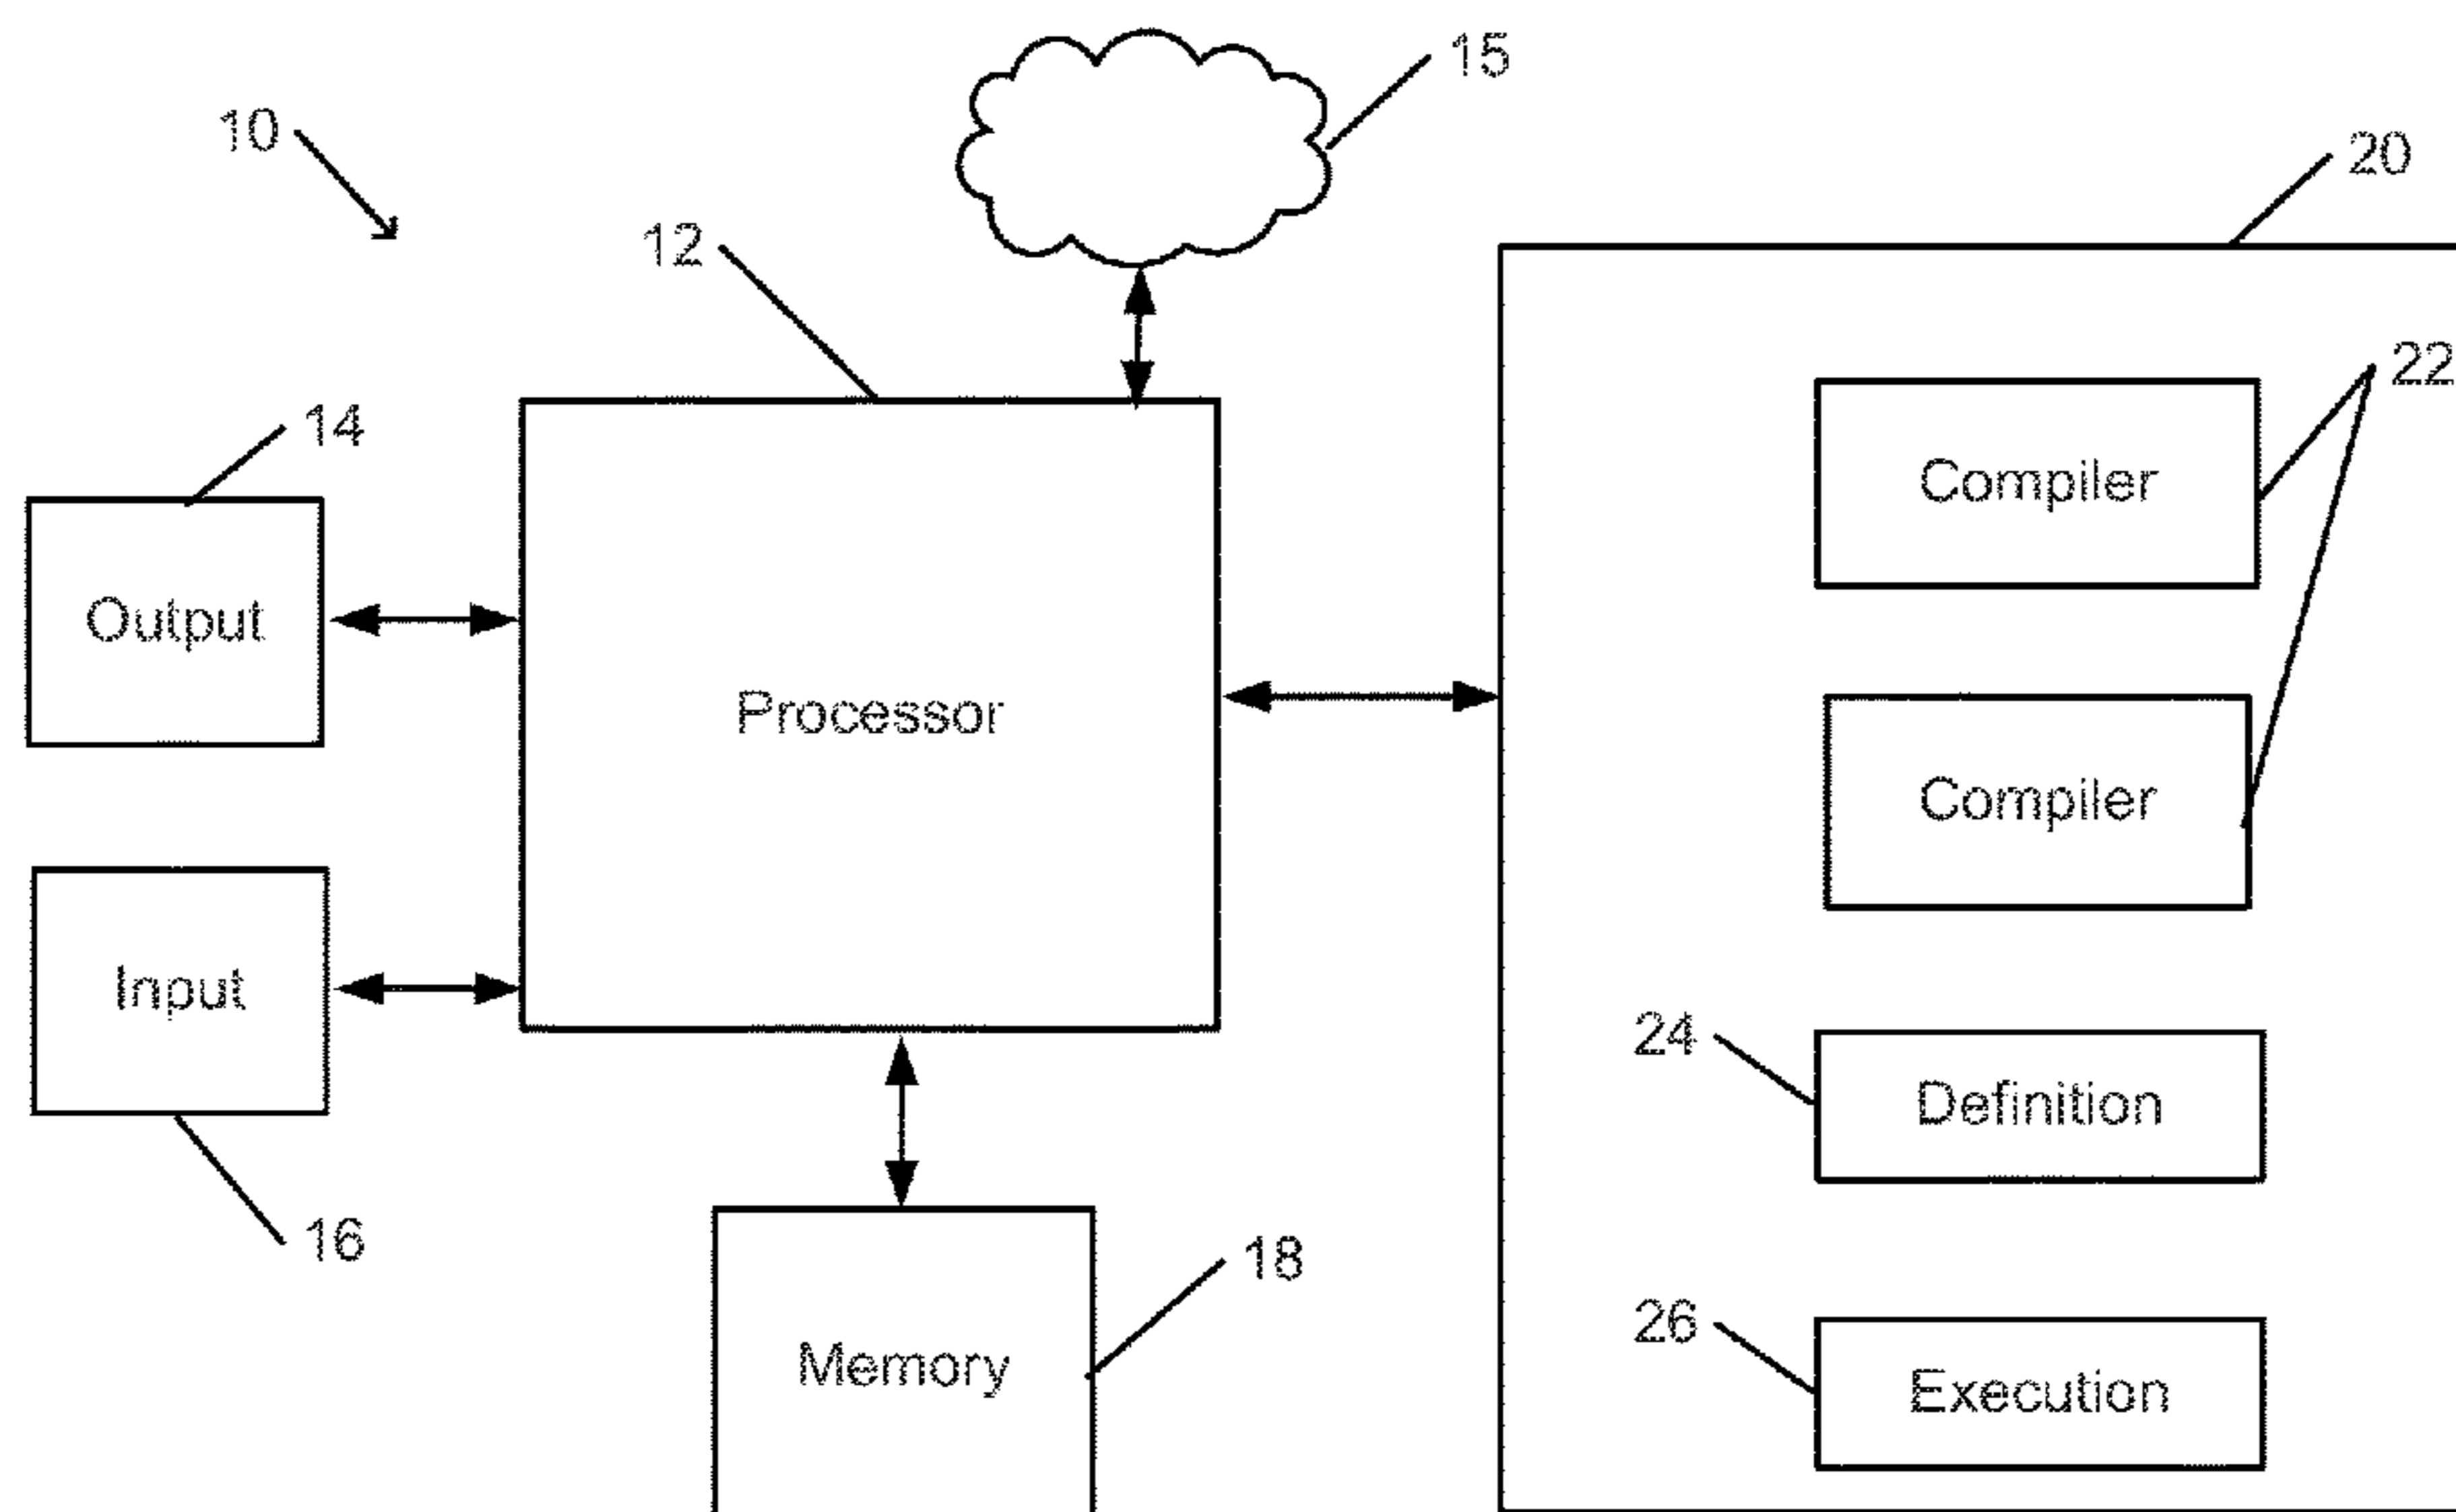 15
10
20
12
22
14
Compiler
Output
Processor
Compiler
Input
24
Definition
16
18
26
Memory
Execution